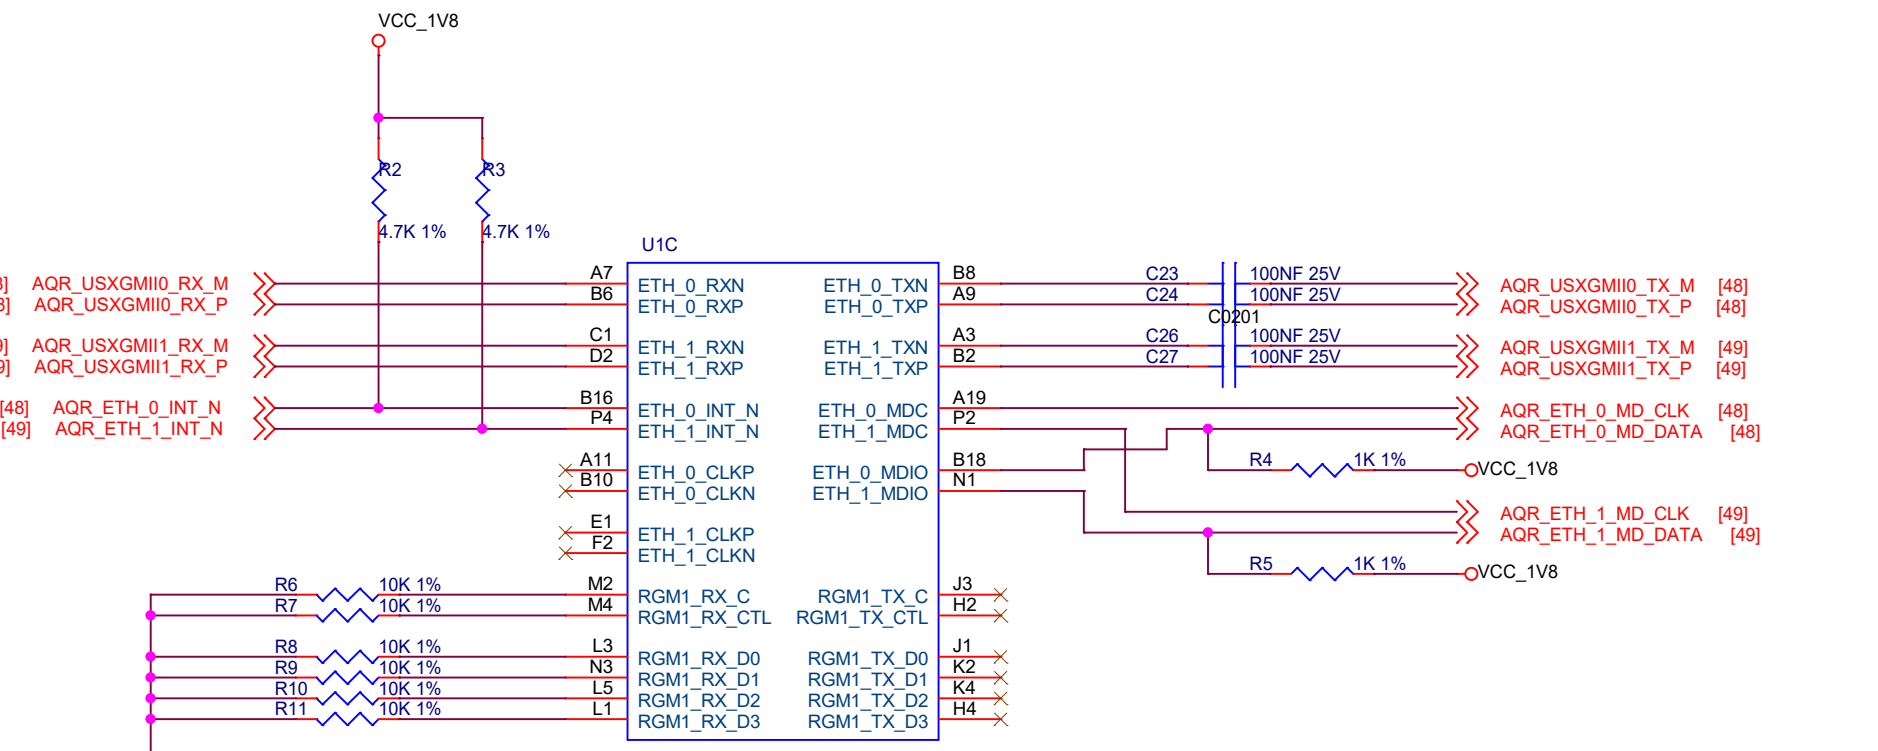 VCC_1V8
R2 R3
4.7K 1% 4.7K 1%
U1C
8] AQR_USXGMII0_RX_M A7 ETH_0_RXN ETH_0_TXN B8 C23 100NF 25V AQR_USXGMII0_TX_M [48]
8] AQR_USXGMII0_RX_P B6 ETH_0_RXP ETH_0_TXP A9 C24 100NF 25V AQR_USXGMII0_TX_P [48]
C0201
9] AQR_USXGMII1_RX_M C1 ETH_1_RXN ETH_1_TXN A3 C26 100NF 25V AQR_USXGMII1_TX_M [49]
9] AQR_USXGMII1_RX_P D2 ETH_1_RXP ETH_1_TXP B2 C27 100NF 25V AQR_USXGMII1_TX_P [49]
[48] AQR_ETH_0_INT_N B16 ETH_0_INT_N ETH_0_MDC A19 AQR_ETH_0_MD_CLK [48]
[49] AQR_ETH_1_INT_N P4 ETH_1_INT_N ETH_1_MDC P2 AQR_ETH_0_MD_DATA [48]
A11 ETH_0_CLKP ETH_0_MDIO B18 R4 1K 1% VCC_1V8
B10 ETH_0_CLKN ETH_1_MDIO N1
AQR_ETH_1_MD_CLK [49]
E1 ETH_1_CLKP AQR_ETH_1_MD_DATA [49]
F2 ETH_1_CLKN
R5 1K 1% VCC_1V8
R6 10K 1% M2 RGM1_RX_C RGM1_TX_C J3
R7 10K 1% M4 RGM1_RX_CTL RGM1_TX_CTL H2
R8 10K 1% L3 RGM1_RX_D0 RGM1_TX_D0 J1
R9 10K 1% N3 RGM1_RX_D1 RGM1_TX_D1 K2
R10 10K 1% L5 RGM1_RX_D2 RGM1_TX_D2 K4
R11 10K 1% L1 RGM1_RX_D3 RGM1_TX_D3 H4